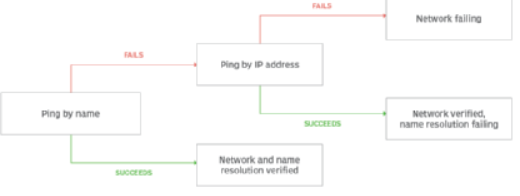 FAILS
Network failing
FAILS
Ping by IP address
Ping by name
SUCCEEDS
Network verified,
name resolution failing
SUCCEEDS
Network and name
resolution verified